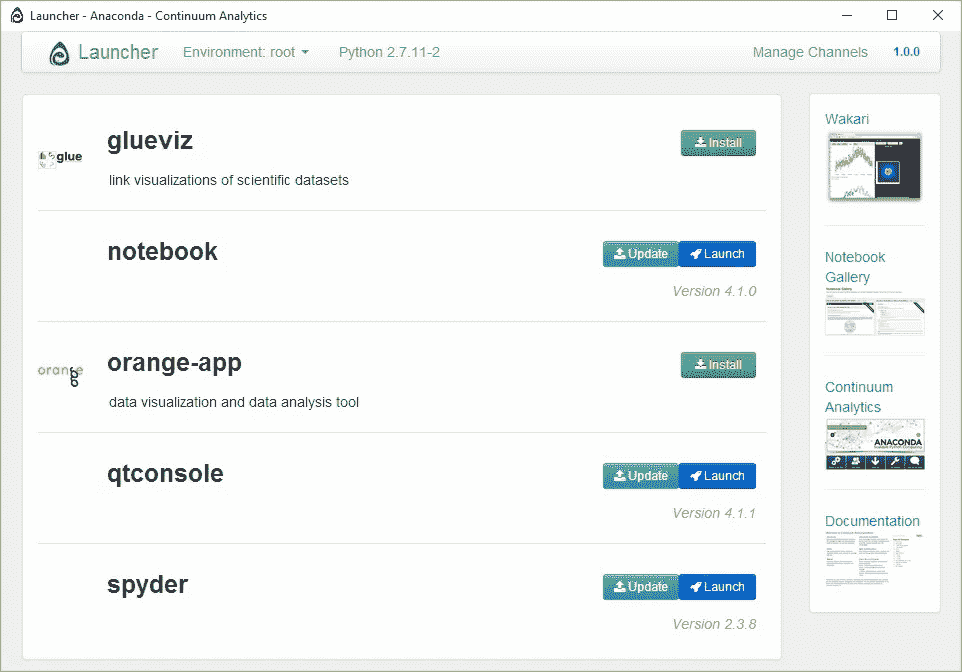 Launcher - Anaconda - Continuum Analytics
Launcher
Environment: root
Python 2.7.11-2
Manage Channels
1.0.0
glue
glueviz
Install
link visualizations of scientific datasets
notebook
Update
Launch
Version 4.1.0
orange
orange-app
Install
data visualization and data analysis tool
qtconsole
Update
Launch
Version 4.1.1
spyder
Update
Launch
Version 2.3.8
Wakari
Notebook
Gallery
Continuum
Analytics
ANACONDA
Documentation